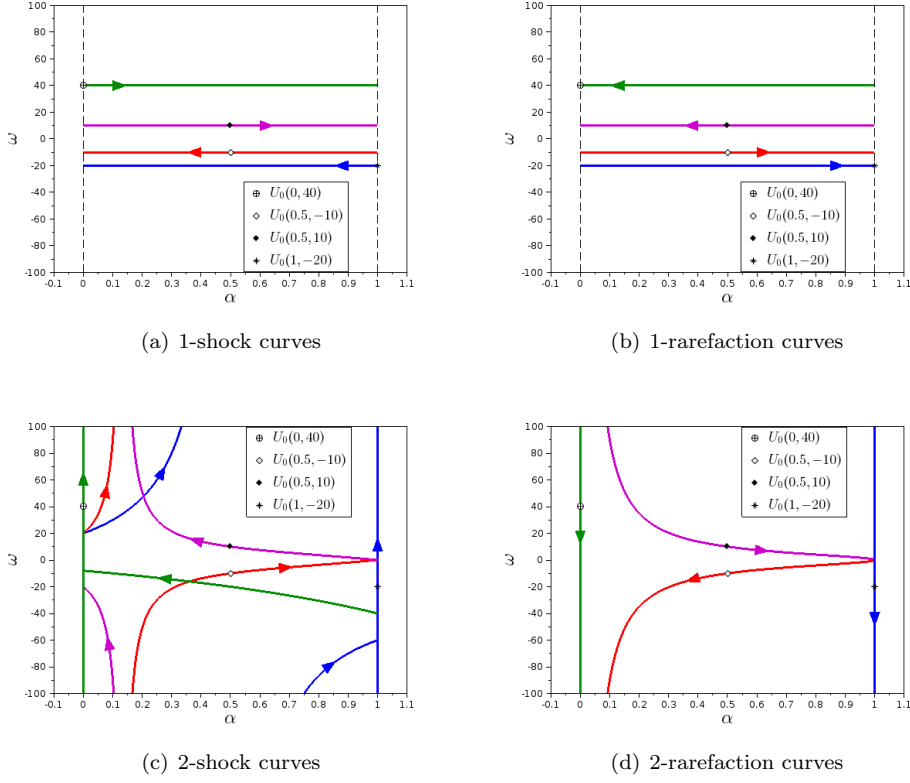 100
80
60
40
20
0
-20
-40
-60
-80
-100
ω
-0.1 0 0.1 0.2 0.3 0.4 0.5 0.6 0.7 0.8 0.9 1 1.1
α
U₀(0, 40)
U₀(0.5, −10)
U₀(0.5, 10)
U₀(1, −20)
(a) 1-shock curves
100
80
60
40
20
0
-20
-40
-60
-80
-100
ω
-0.1 0 0.1 0.2 0.3 0.4 0.5 0.6 0.7 0.8 0.9 1 1.1
α
U₀(0, 40)
U₀(0.5, −10)
U₀(0.5, 10)
U₀(1, −20)
(b) 1-rarefaction curves
100
80
60
40
20
0
-20
-40
-60
-80
-100
ω
-0.1 0 0.1 0.2 0.3 0.4 0.5 0.6 0.7 0.8 0.9 1 1.1
α
U₀(0, 40)
U₀(0.5, −10)
U₀(0.5, 10)
U₀(1, −20)
(c) 2-shock curves
100
80
60
40
20
0
-20
-40
-60
-80
-100
ω
-0.1 0 0.1 0.2 0.3 0.4 0.5 0.6 0.7 0.8 0.9 1 1.1
α
U₀(0, 40)
U₀(0.5, −10)
U₀(0.5, 10)
U₀(1, −20)
(d) 2-rarefaction curves